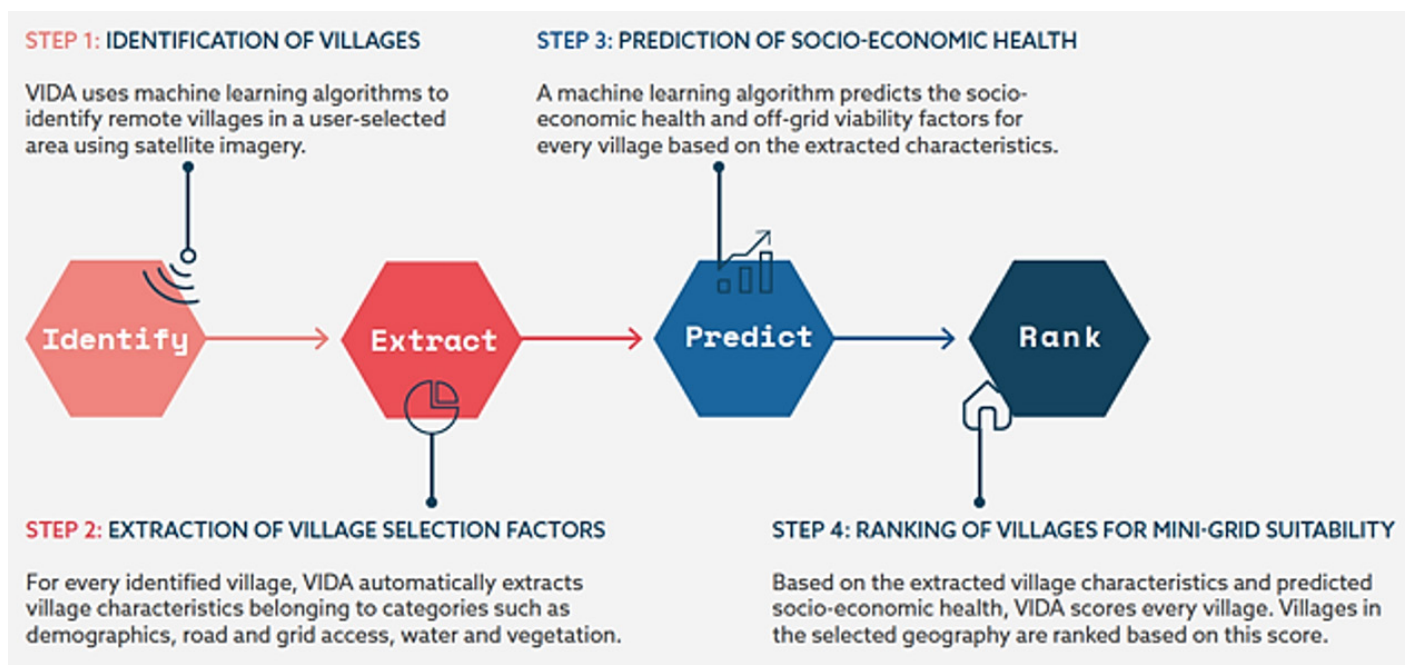 STEP 1: IDENTIFICATION OF VILLAGES
VIDA uses machine learning algorithms to
identify remote villages in a user-selected
area using satellite imagery.
STEP 3: PREDICTION OF SOCIO-ECONOMIC HEALTH
A machine learning algorithm predicts the socio-
economic health and off-grid viability factors for
every village based on the extracted characteristics.
Identify
Extract
Predict
Rank
STEP 2: EXTRACTION OF VILLAGE SELECTION FACTORS
For every identified village, VIDA automatically extracts
village characteristics belonging to categories such as
demographics, road and grid access, water and vegetation.
STEP 4: RANKING OF VILLAGES FOR MINI-GRID SUITABILITY
Based on the extracted village characteristics and predicted
socio-economic health, VIDA scores every village. Villages in
the selected geography are ranked based on this score.